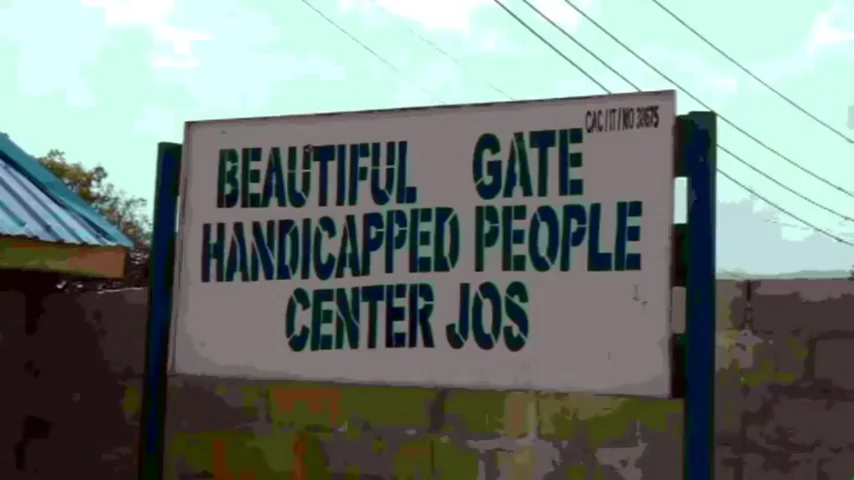 CAC/IT/NO 38675
BEAUTIFUL GATE
HANDICAPPED PEOPLE
CENTER JOS